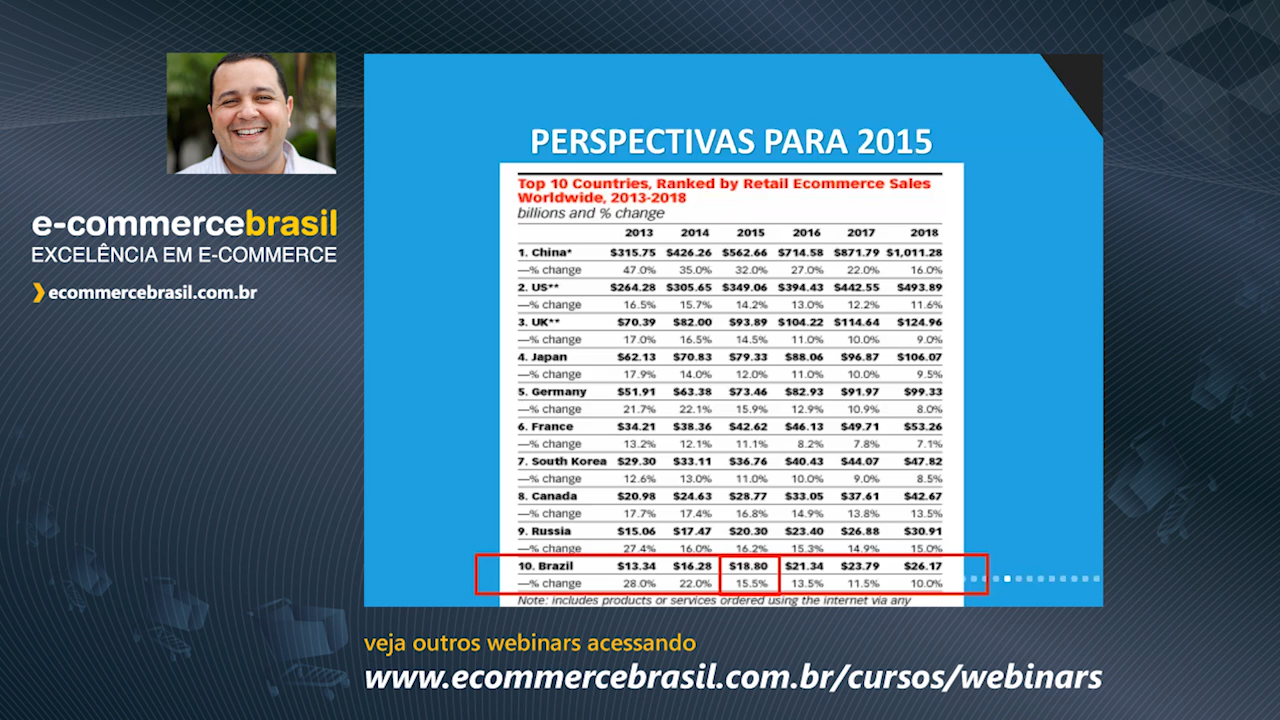 e-commercebrasil
EXCELÊNCIA EM E-COMMERCE
ecommercebrasil.com.br
PERSPECTIVAS PARA 2015
Top 10 Countries, Ranked by Retail Ecommerce Sales
Worldwide, 2013-2018
billions and % change
2013 2014 2015 2016 2017 2018
1. China* $315.75 $426.26 $562.66 $714.58 $871.79 $1,011.28
—% change 47.0% 35.0% 32.0% 27.0% 22.0% 16.0%
2. US** $264.28 $305.65 $349.06 $394.43 $442.55 $493.89
—% change 16.5% 15.7% 14.2% 13.0% 12.2% 11.6%
3. UK** $70.39 $82.00 $93.89 $104.22 $114.64 $124.96
—% change 17.0% 16.5% 14.5% 11.0% 10.0% 9.0%
4. Japan $62.13 $70.83 $79.33 $88.06 $96.87 $106.07
—% change 17.9% 14.0% 12.0% 11.0% 10.0% 9.5%
5. Germany $51.91 $63.38 $73.46 $82.93 $91.97 $99.33
—% change 21.7% 22.1% 15.9% 12.9% 10.9% 8.0%
6. France $34.21 $38.36 $42.62 $46.13 $49.71 $53.26
—% change 13.2% 12.1% 11.1% 8.2% 7.8% 7.1%
7. South Korea $29.30 $33.11 $36.76 $40.43 $44.07 $47.82
—% change 12.6% 13.0% 11.0% 10.0% 9.0% 8.5%
8. Canada $20.98 $24.63 $28.77 $33.05 $37.61 $42.67
—% change 17.7% 17.4% 16.8% 14.9% 13.8% 13.5%
9. Russia $15.06 $17.47 $20.30 $23.40 $26.88 $30.91
—% change 27.4% 16.0% 16.2% 15.3% 14.9% 15.0%
10. Brazil $13.34 $16.28 $18.80 $21.34 $23.79 $26.17
—% change 28.0% 22.0% 15.5% 13.5% 11.5% 10.0%
Note: includes products or services ordered using the internet via any
veja outros webinars acessando
www.ecommercebrasil.com.br/cursos/webinars